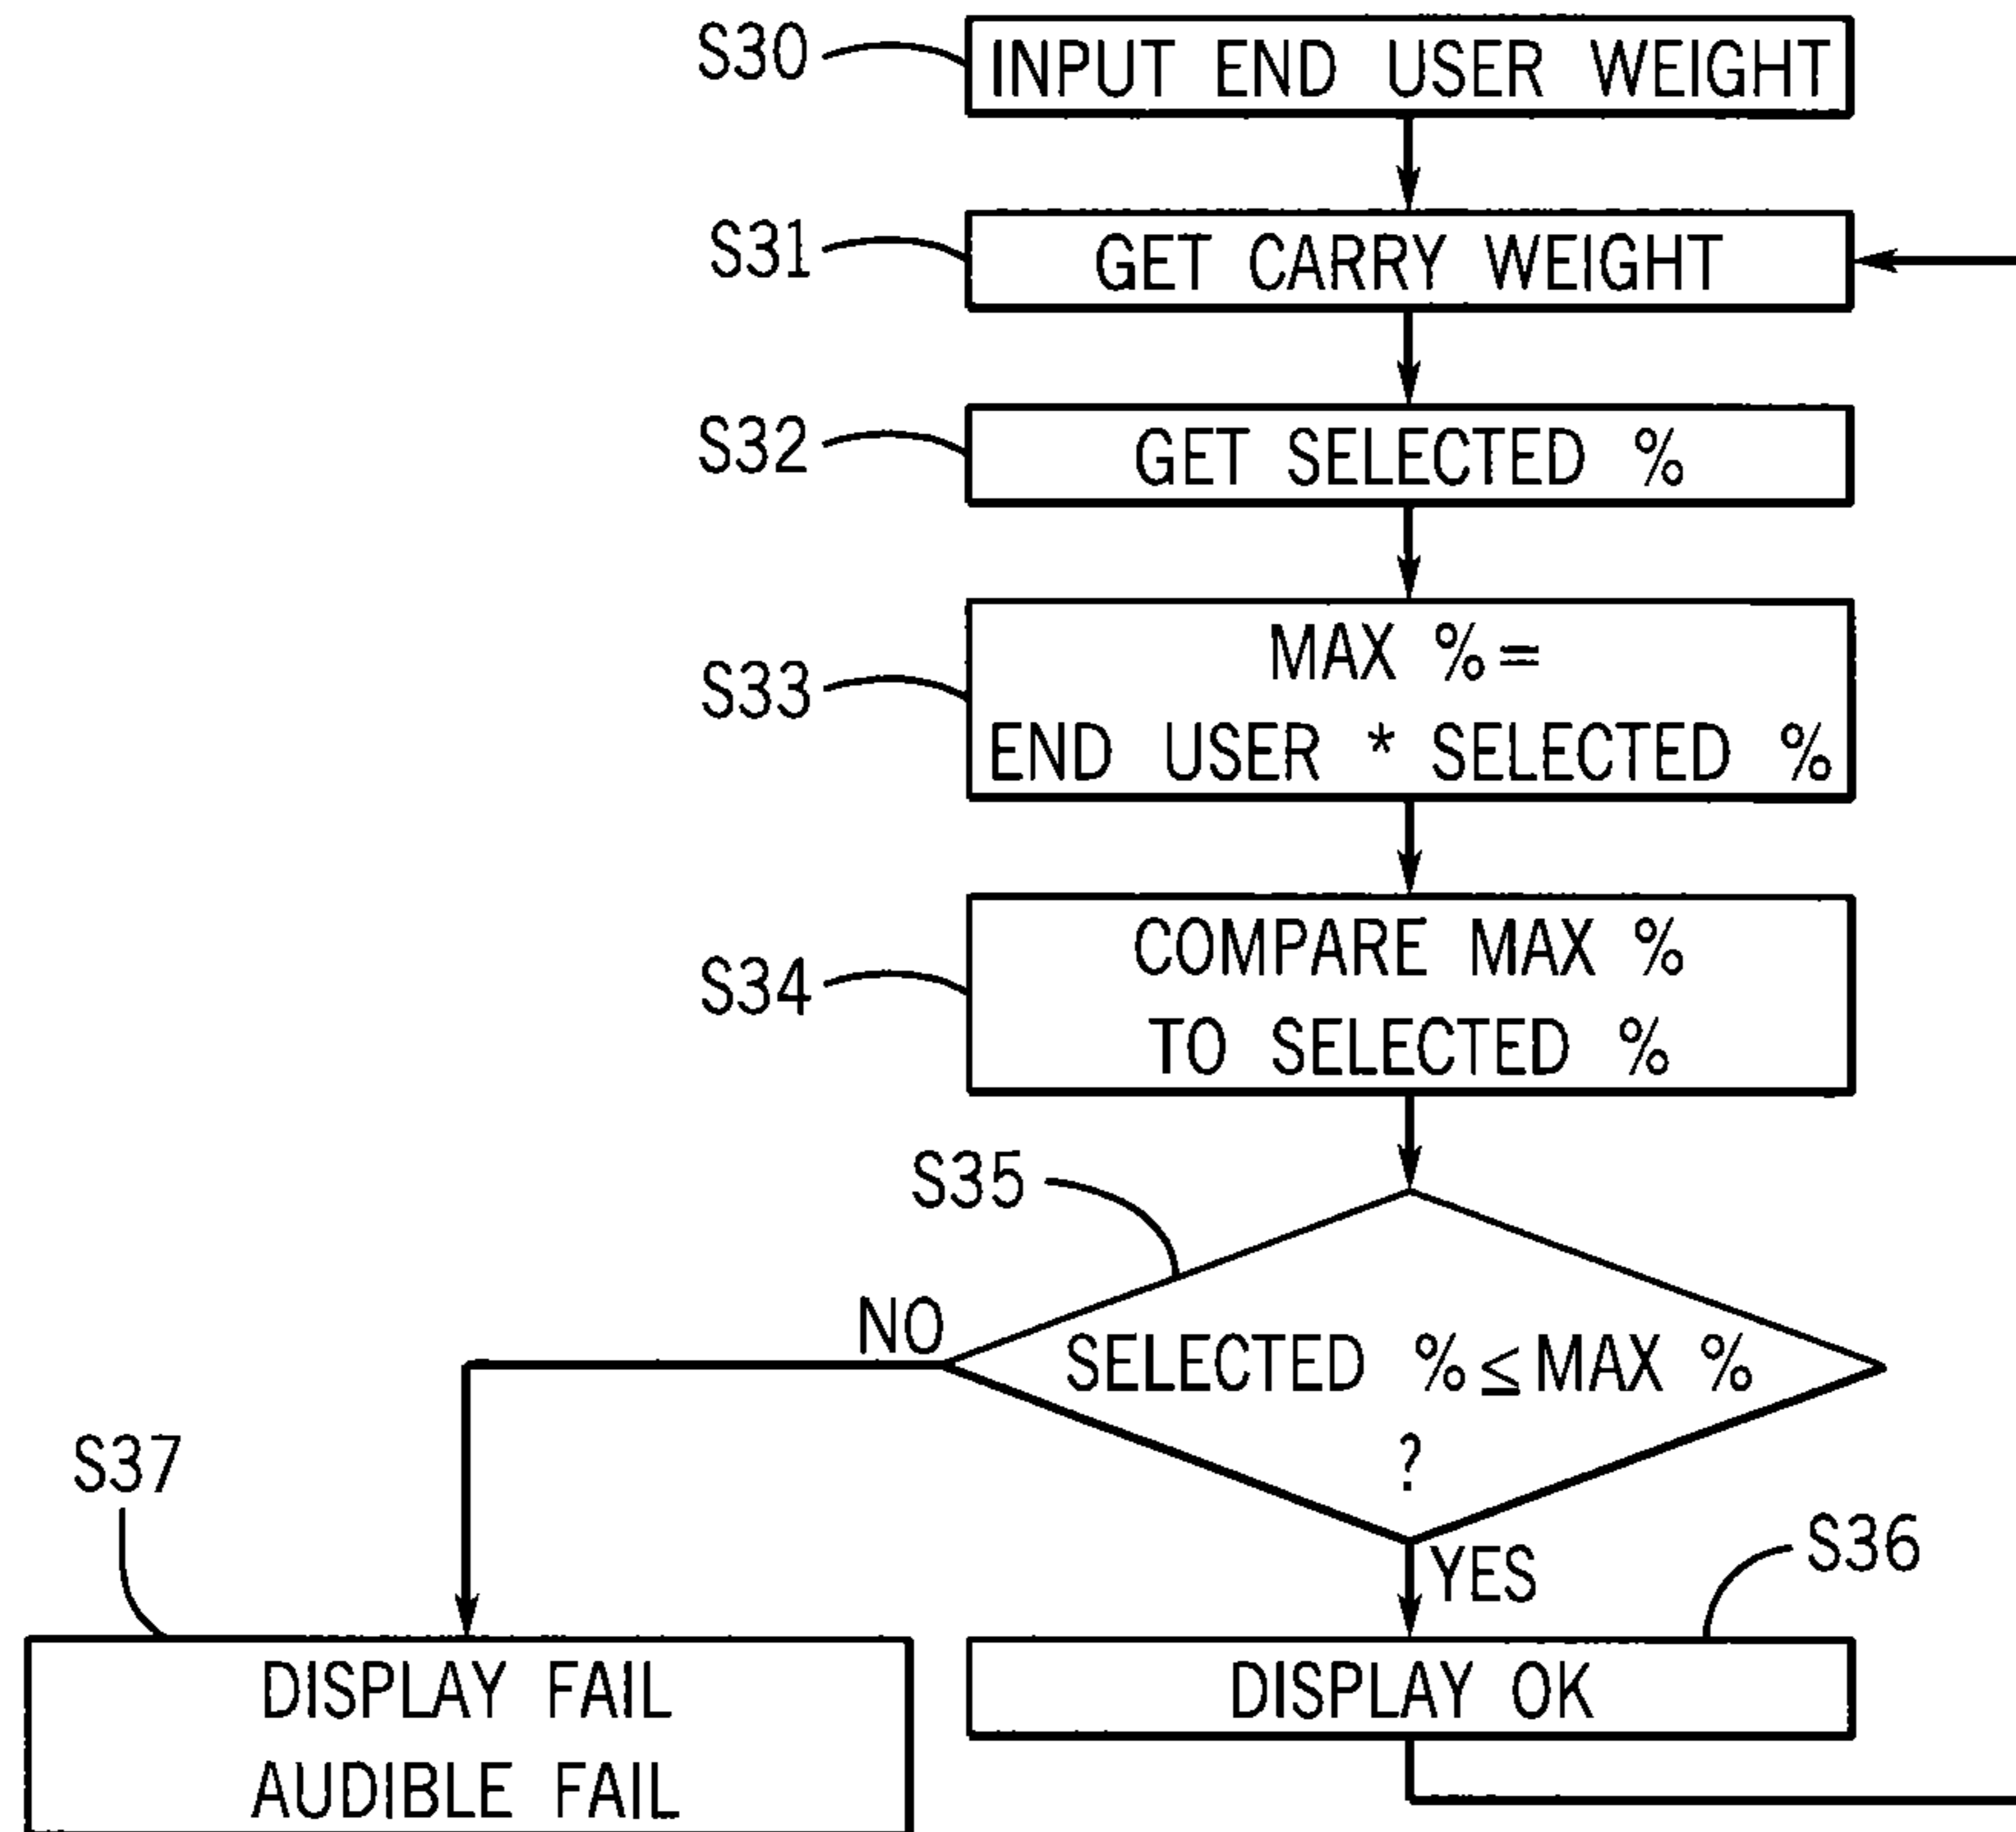 S30
INPUT END USER WEIGHT
S31
GET CARRY WEIGHT
S32
GET SELECTED %
S33
MAX %=
END USER * SELECTED %
S34
COMPARE MAX %
TO SELECTED %
S35
NO
SELECTED %≤MAX %
?
YES
S36
S37
DISPLAY FAIL
AUDIBLE FAIL
DISPLAY OK